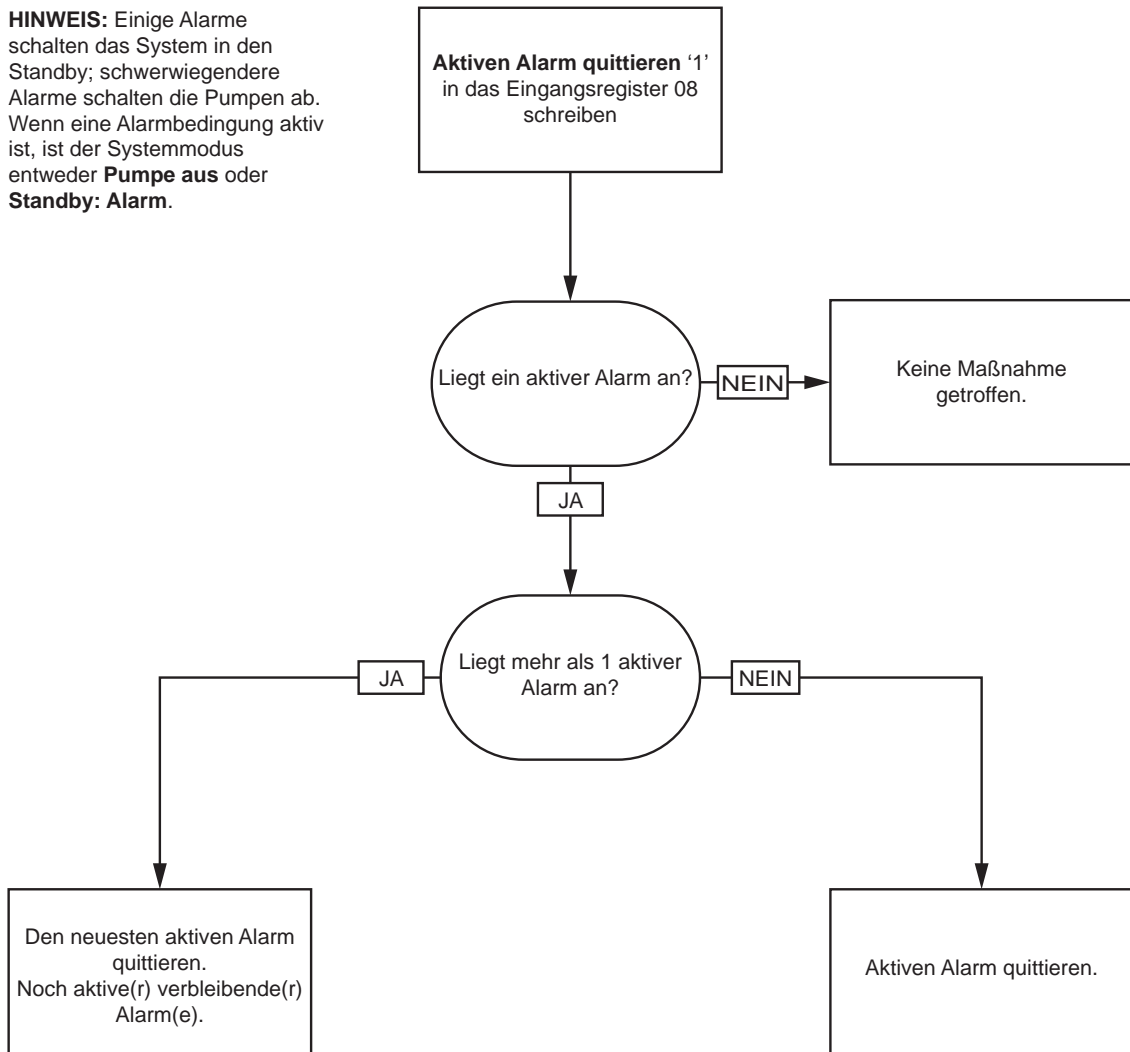 HINWEIS: Einige Alarme
schalten das System in den
Standby; schwerwiegendere
Alarme schalten die Pumpen ab.
Wenn eine Alarmbedingung aktiv
ist, ist der Systemmodus
entweder Pumpe aus oder
Standby: Alarm.
Aktiven Alarm quittieren ‘1’
in das Eingangsregister 08
schreiben
Liegt ein aktiver Alarm an?
NEIN
Keine Maßnahme
getroffen.
JA
Liegt mehr als 1 aktiver
Alarm an?
JA
NEIN
Den neuesten aktiven Alarm
quittieren.
Noch aktive(r) verbleibende(r)
Alarm(e).
Aktiven Alarm quittieren.